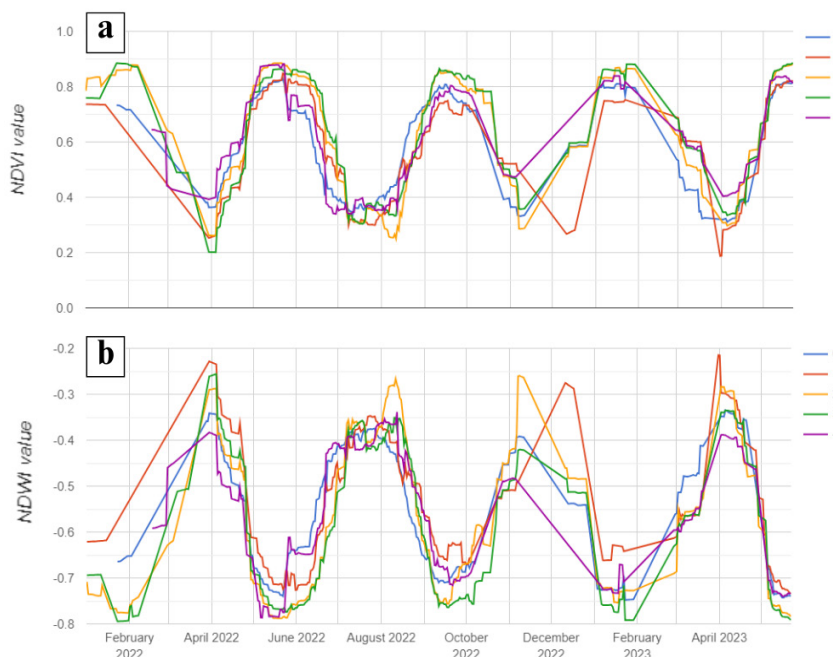 a
1.0
0.8
0.6
0.4
0.2
0.0
NDVI value
b
-0.2
-0.3
-0.4
-0.5
-0.6
-0.7
-0.8
NDWI value
February 2022
April 2022
June 2022
August 2022
October 2022
December 2022
February 2023
April 2023